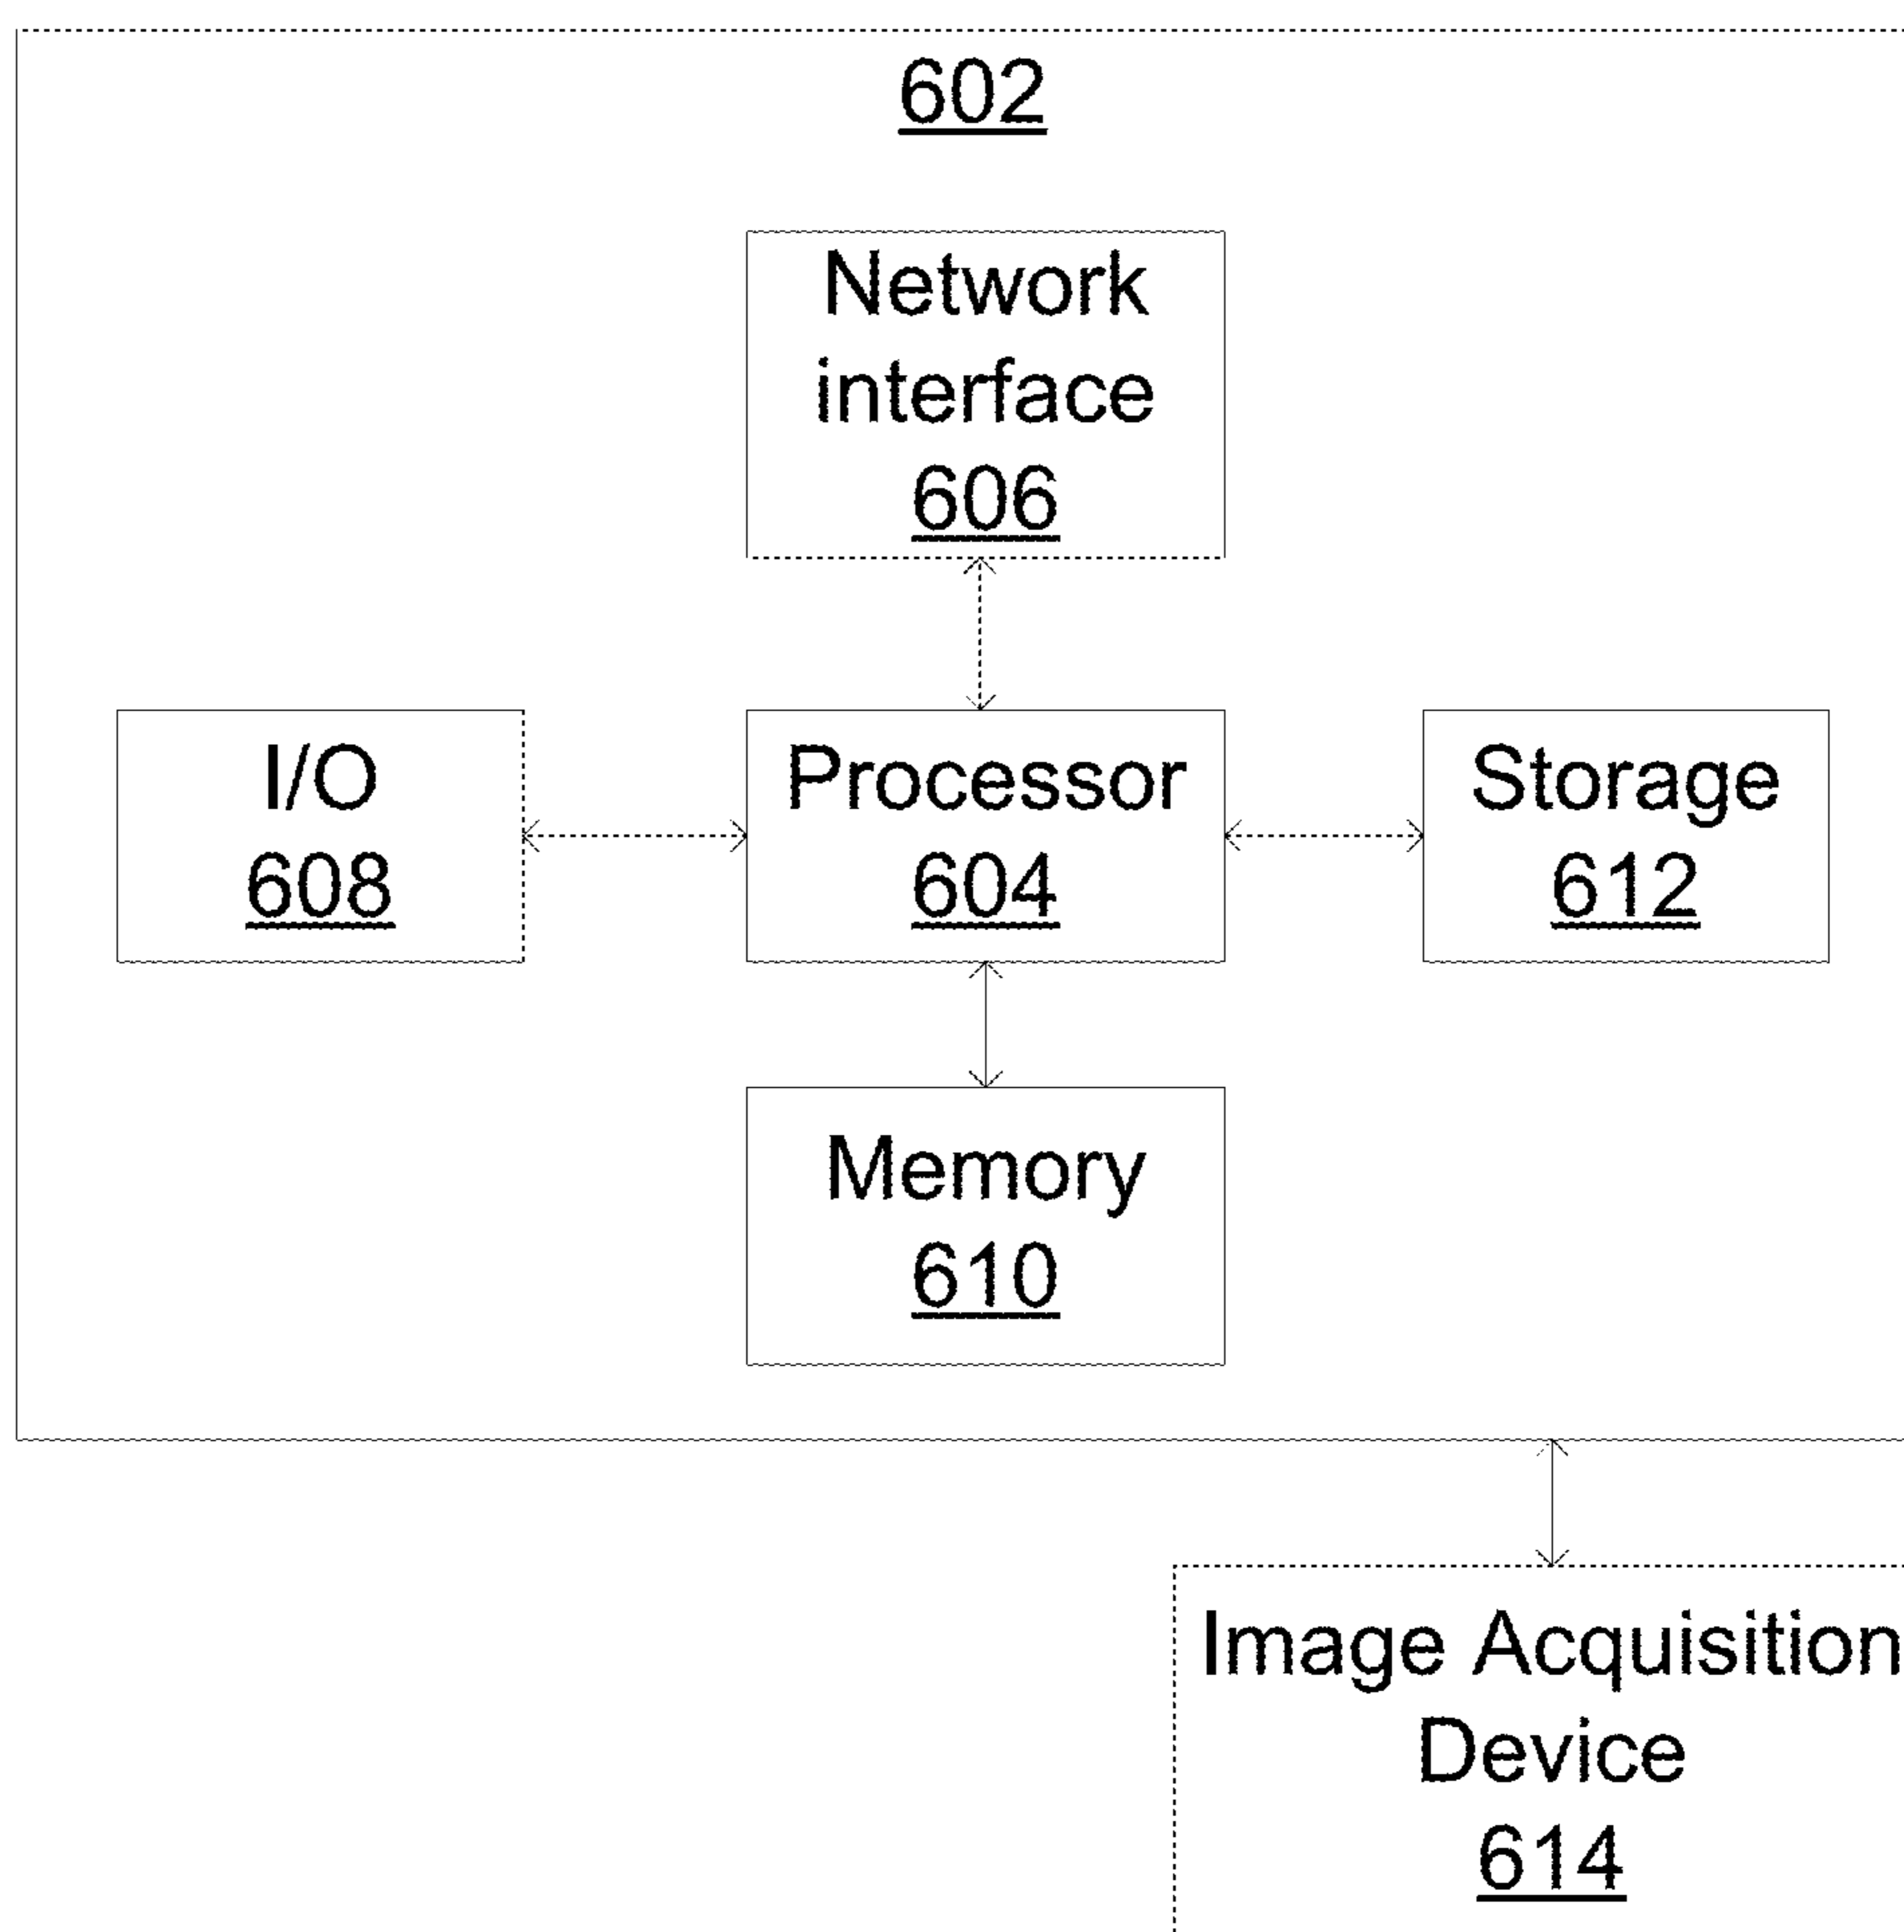 602
Network
interface
606
I/O
608
Processor
604
Storage
612
Memory
610
Image Acquisition
Device
614